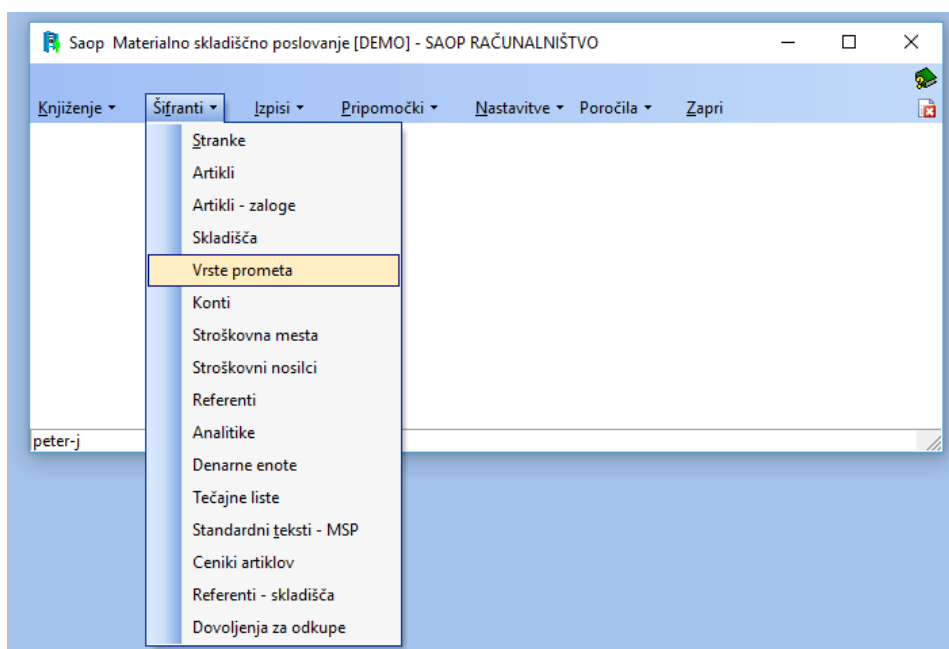 Saop Materialno skladiščno poslovanje [DEMO] - SAOP RAČUNALNIŠTVO
Knjiženje Šifranti Izpisi Pripomočki Nastavitve Poročila Zapri
Stranke
Artikli
Artikli - zaloge
Skladišča
Vrste prometa
Konti
Stroškovna mesta
Stroškovni nosilci
Referenti
Analitike
peter-j
Denarne enote
Tečajne liste
Standardni teksti - MSP
Ceniki artiklov
Referenti - skladišča
Dovoljenja za odkupe